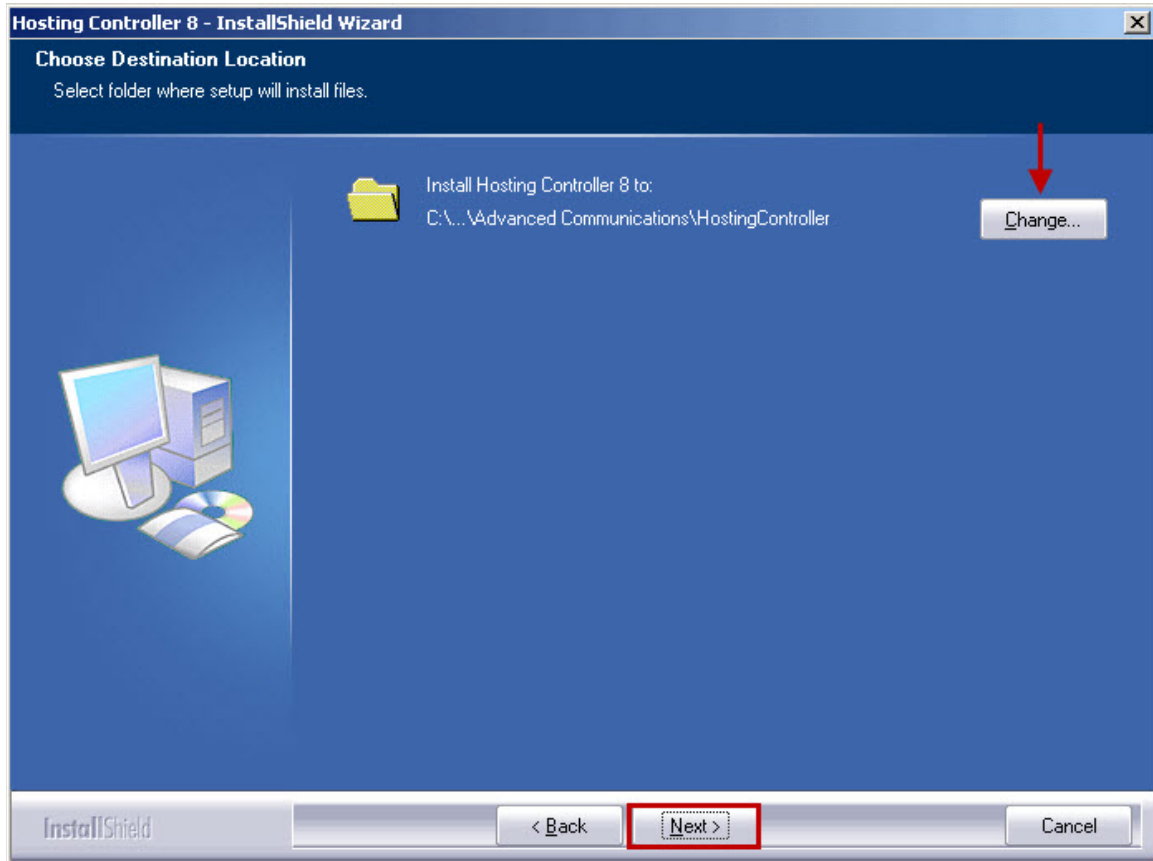 Hosting Controller 8 - InstallShield Wizard
Choose Destination Location
Select folder where setup will install files.
Install Hosting Controller 8 to:
C:\...\Advanced Communications\HostingController
Change...
InstallShield
< Back
Next >
Cancel